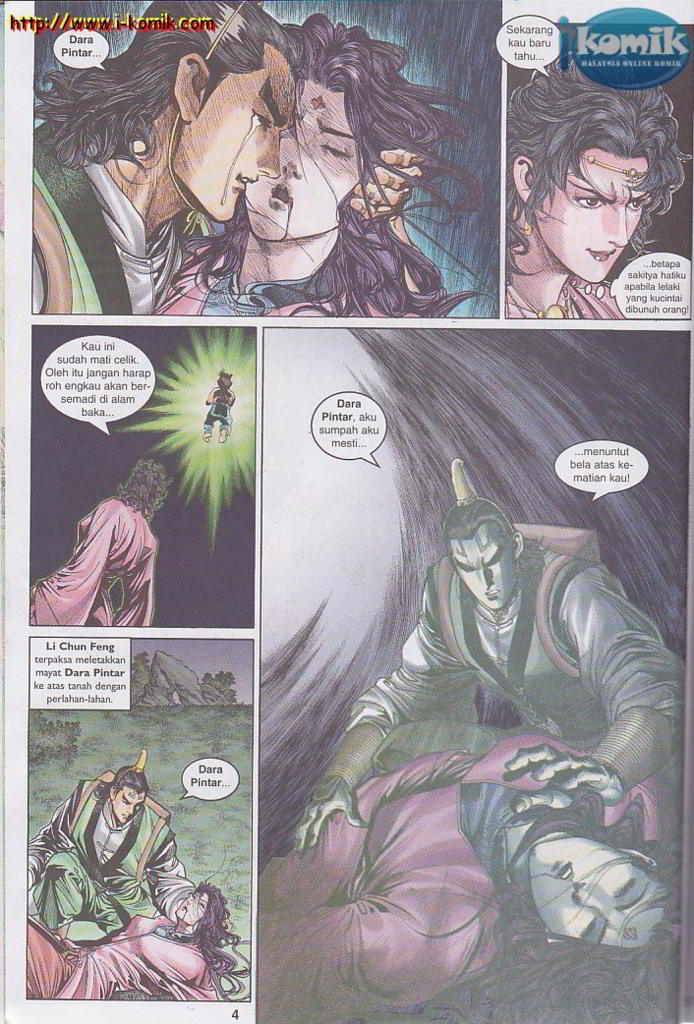 http://www.i-komik.com
Dara
Pintar...
Sekarang
kau baru
tahu...
ikomik
MALAYSIA ONLINE KOMIK
...betapa
sakitya hatiku
apabila lelaki
yang kucintai
dibunuh orang!
Kau ini
sudah mati celik.
Oleh itu jangan harap
roh engkau akan ber-
semadi di alam
baka...
Dara
Pintar, aku
sumpah aku
mesti...
...menuntut
bela atas ke-
matian kau!
Li Chun Feng
terpaksa meletakkan
mayat Dara Pintar
ke atas tanah dengan
perlahan-lahan.
Dara
Pintar...
4